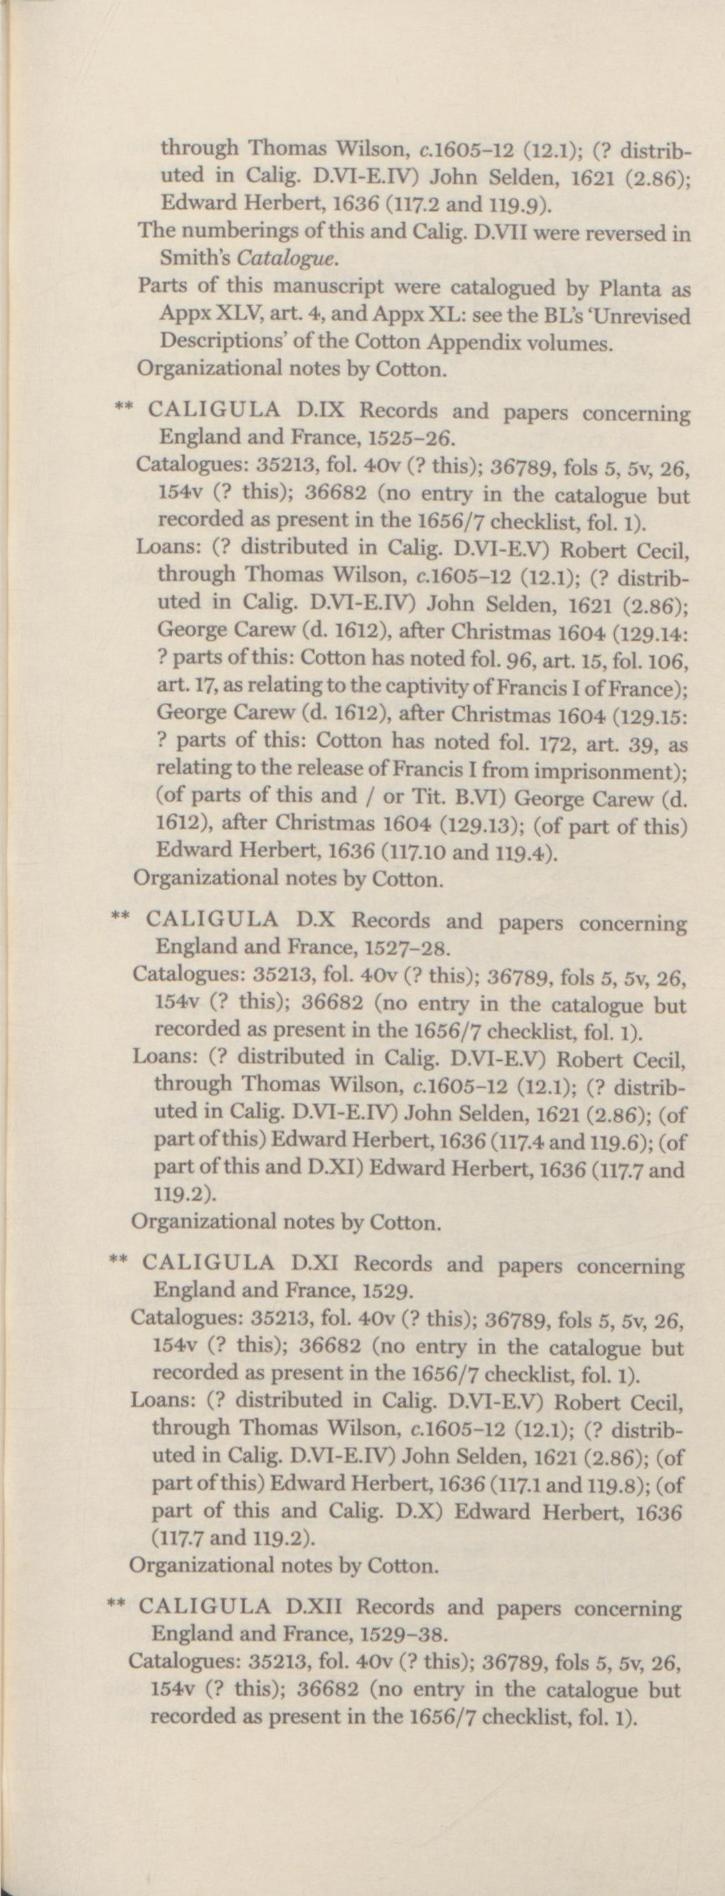 through Thomas Wilson, c.1605–12 (12.1); (? distrib-
uted in Calig. D.VI-E.IV) John Selden, 1621 (2.86);
Edward Herbert, 1636 (117.2 and 119.9).
The numberings of this and Calig. D.VII were reversed in
Smith's Catalogue.
Parts of this manuscript were catalogued by Planta as
Appx XLV, art. 4, and Appx XL: see the BL's 'Unrevised
Descriptions' of the Cotton Appendix volumes.
Organizational notes by Cotton.
** CALIGULA D.IX Records and papers concerning
England and France, 1525–26.
Catalogues: 35213, fol. 40v (? this); 36789, fols 5, 5v, 26,
154v (? this); 36682 (no entry in the catalogue but
recorded as present in the 1656/7 checklist, fol. 1).
Loans: (? distributed in Calig. D.VI-E.V) Robert Cecil,
through Thomas Wilson, c.1605–12 (12.1); (? distrib-
uted in Calig. D.VI-E.IV) John Selden, 1621 (2.86);
George Carew (d. 1612), after Christmas 1604 (129.14:
? parts of this: Cotton has noted fol. 96, art. 15, fol. 106,
art. 17, as relating to the captivity of Francis I of France);
George Carew (d. 1612), after Christmas 1604 (129.15:
? parts of this: Cotton has noted fol. 172, art. 39, as
relating to the release of Francis I from imprisonment);
(of parts of this and / or Tit. B.VI) George Carew (d.
1612), after Christmas 1604 (129.13); (of part of this)
Edward Herbert, 1636 (117.10 and 119.4).
Organizational notes by Cotton.
** CALIGULA D.X Records and papers concerning
England and France, 1527–28.
Catalogues: 35213, fol. 40v (? this); 36789, fols 5, 5v, 26,
154v (? this); 36682 (no entry in the catalogue but
recorded as present in the 1656/7 checklist, fol. 1).
Loans: (? distributed in Calig. D.VI-E.V) Robert Cecil,
through Thomas Wilson, c.1605–12 (12.1); (? distrib-
uted in Calig. D.VI-E.IV) John Selden, 1621 (2.86); (of
part of this) Edward Herbert, 1636 (117.4 and 119.6); (of
part of this and D.XI) Edward Herbert, 1636 (117.7 and
119.2).
Organizational notes by Cotton.
** CALIGULA D.XI Records and papers concerning
England and France, 1529.
Catalogues: 35213, fol. 40v (? this); 36789, fols 5, 5v, 26,
154v (? this); 36682 (no entry in the catalogue but
recorded as present in the 1656/7 checklist, fol. 1).
Loans: (? distributed in Calig. D.VI-E.V) Robert Cecil,
through Thomas Wilson, c.1605–12 (12.1); (? distrib-
uted in Calig. D.VI-E.IV) John Selden, 1621 (2.86); (of
part of this) Edward Herbert, 1636 (117.1 and 119.8); (of
part of this and Calig. D.X) Edward Herbert, 1636
(117.7 and 119.2).
Organizational notes by Cotton.
** CALIGULA D.XII Records and papers concerning
England and France, 1529–38.
Catalogues: 35213, fol. 40v (? this); 36789, fols 5, 5v, 26,
154v (? this); 36682 (no entry in the catalogue but
recorded as present in the 1656/7 checklist, fol. 1).